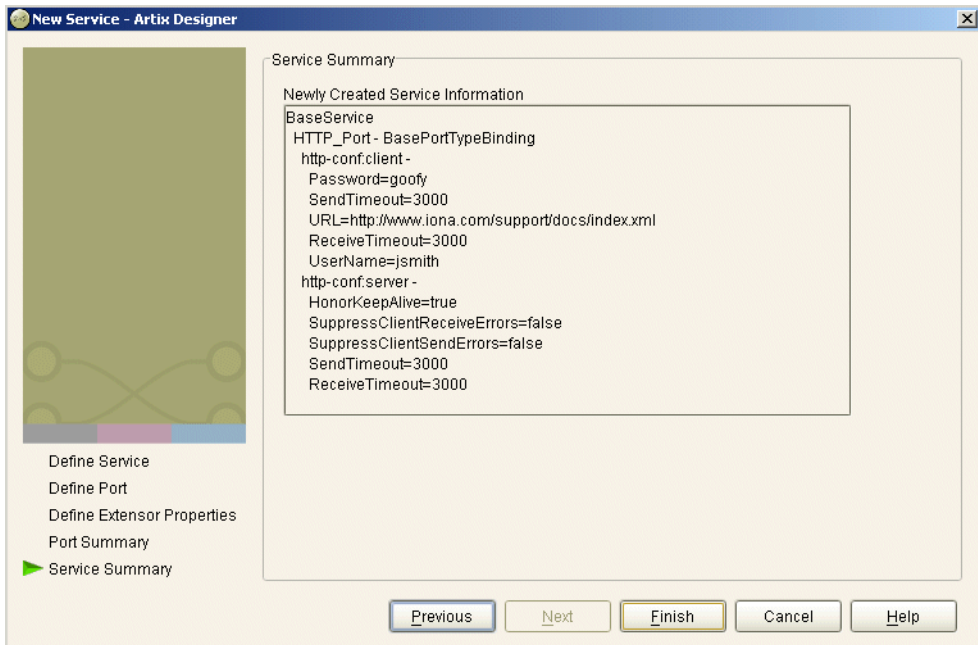 New Service - Artix Designer
Service Summary
Newly Created Service Information
BaseService
HTTP_Port - BasePortTypeBinding
http-conf:client -
Password=goofy
SendTimeout=3000
URL=http://www.iona.com/support/docs/index.xml
ReceiveTimeout=3000
UserName=jsmith
http-conf:server -
HonorKeepAlive=true
SuppressClientReceiveErrors=false
SuppressClientSendErrors=false
SendTimeout=3000
ReceiveTimeout=3000
Define Service
Define Port
Define Extensor Properties
Port Summary
Service Summary
Previous Next Finish Cancel Help